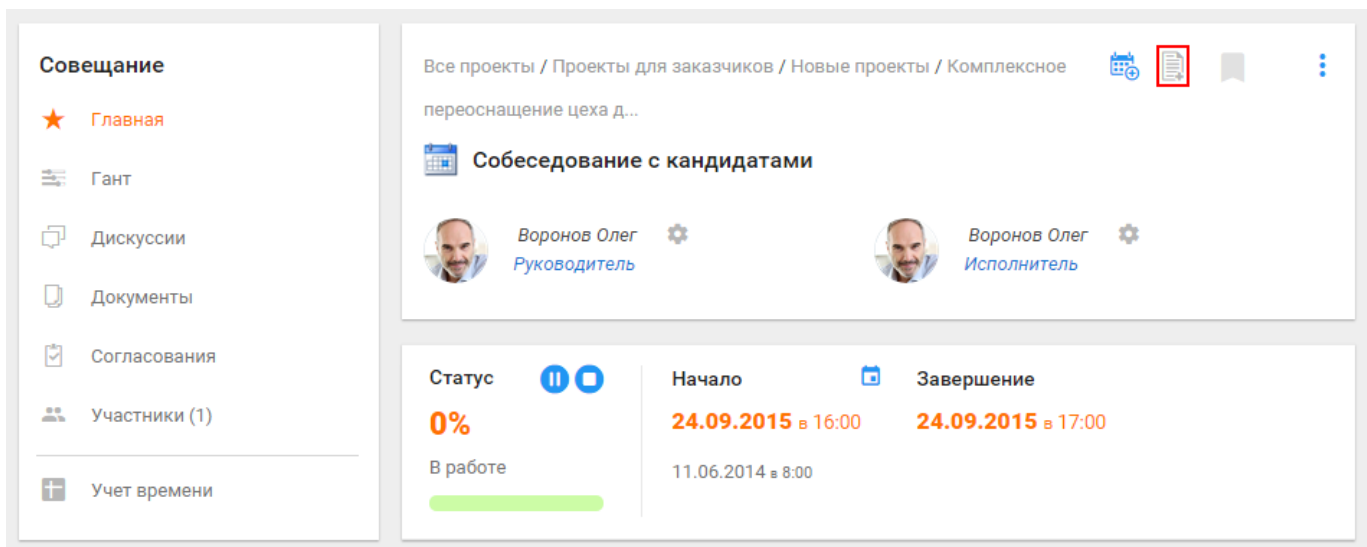 Совещание
Главная
Гант
Дискуссии
Документы
Согласования
Участники (1)
Учет времени
Все проекты / Проекты для заказчиков / Новые проекты / Комплексное
переоснащение цеха д...
Собеседование с кандидатами
Воронов Олег
Руководитель
Воронов Олег
Исполнитель
Статус
0%
В работе
Начало
24.09.2015 в 16:00
11.06.2014 в 8:00
Завершение
24.09.2015 в 17:00